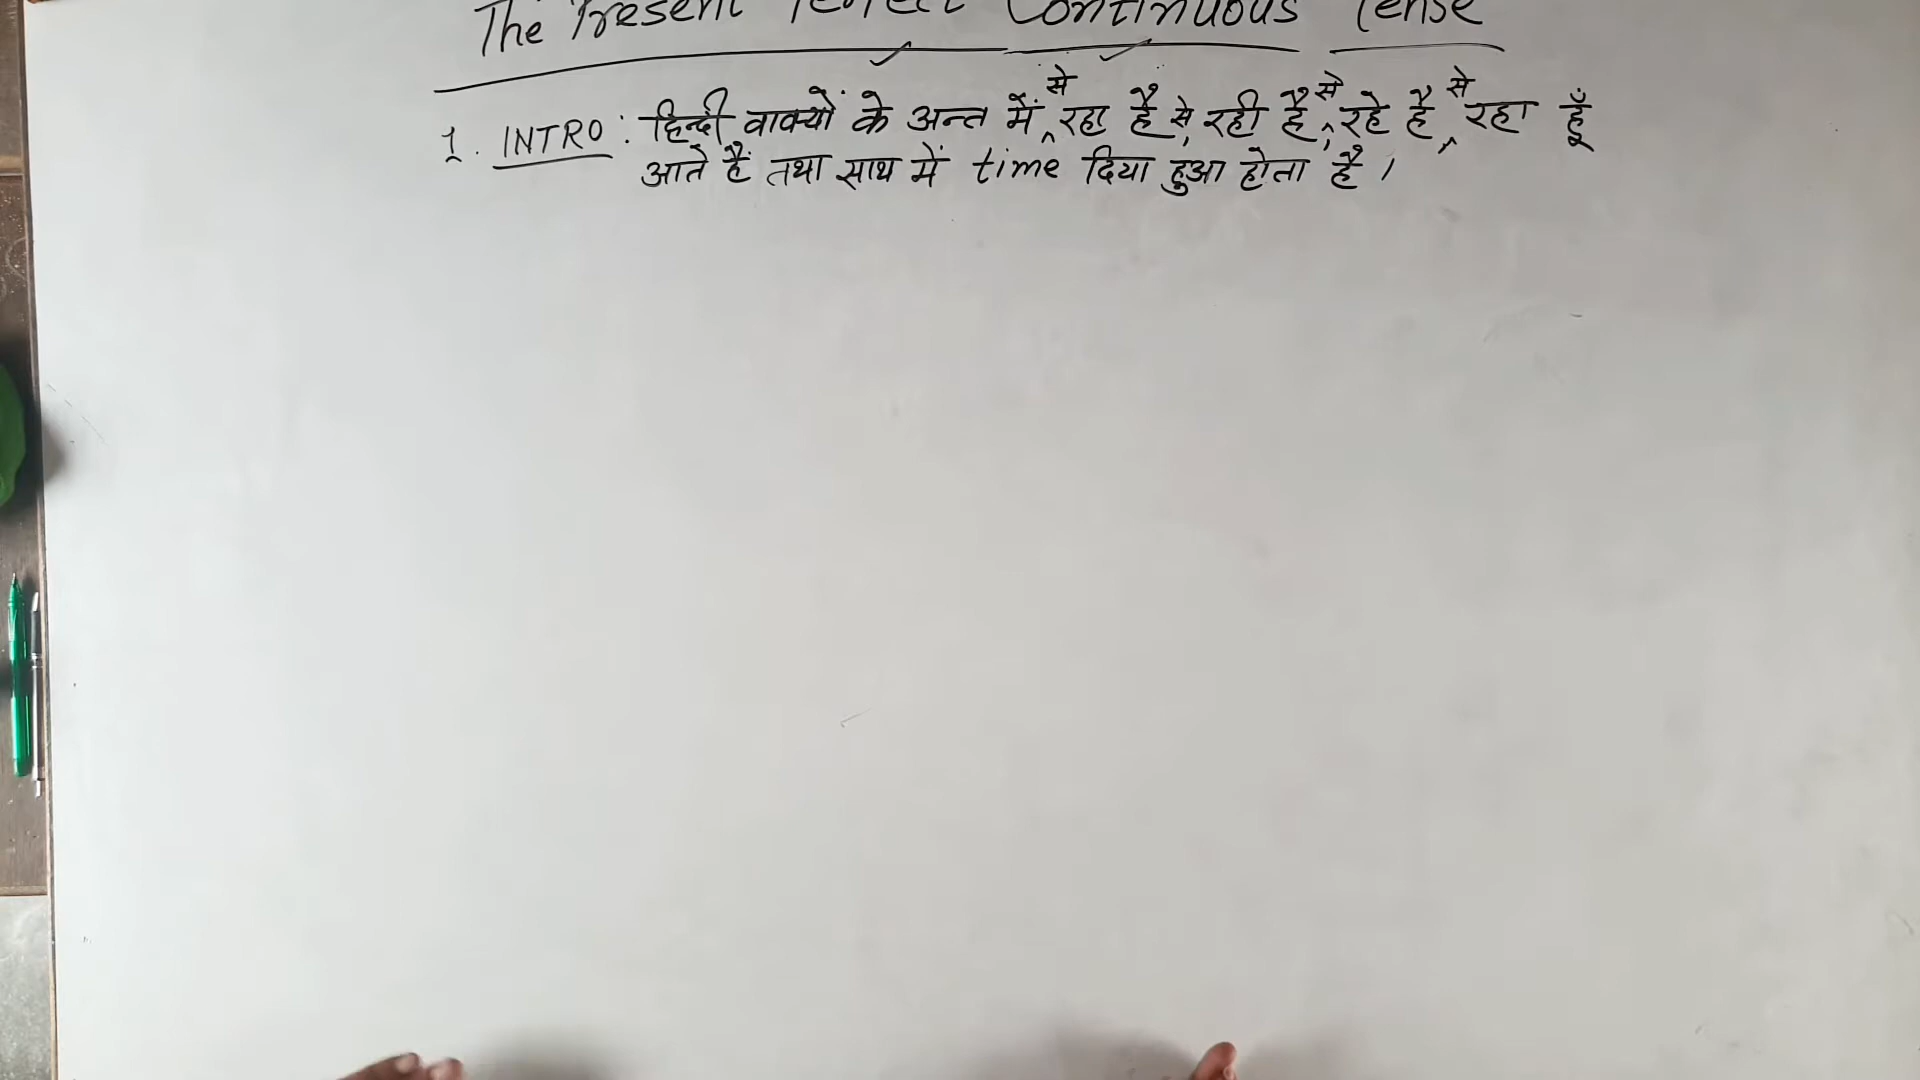 The Present Perfect Continuous Tense
1. INTRO : हिन्दी वाक्यों के अन्त में से रहा है से, रही है, से रहे है, से रहा हूँ
आते हैं तथा साथ में time दिया हुआ होता है ।